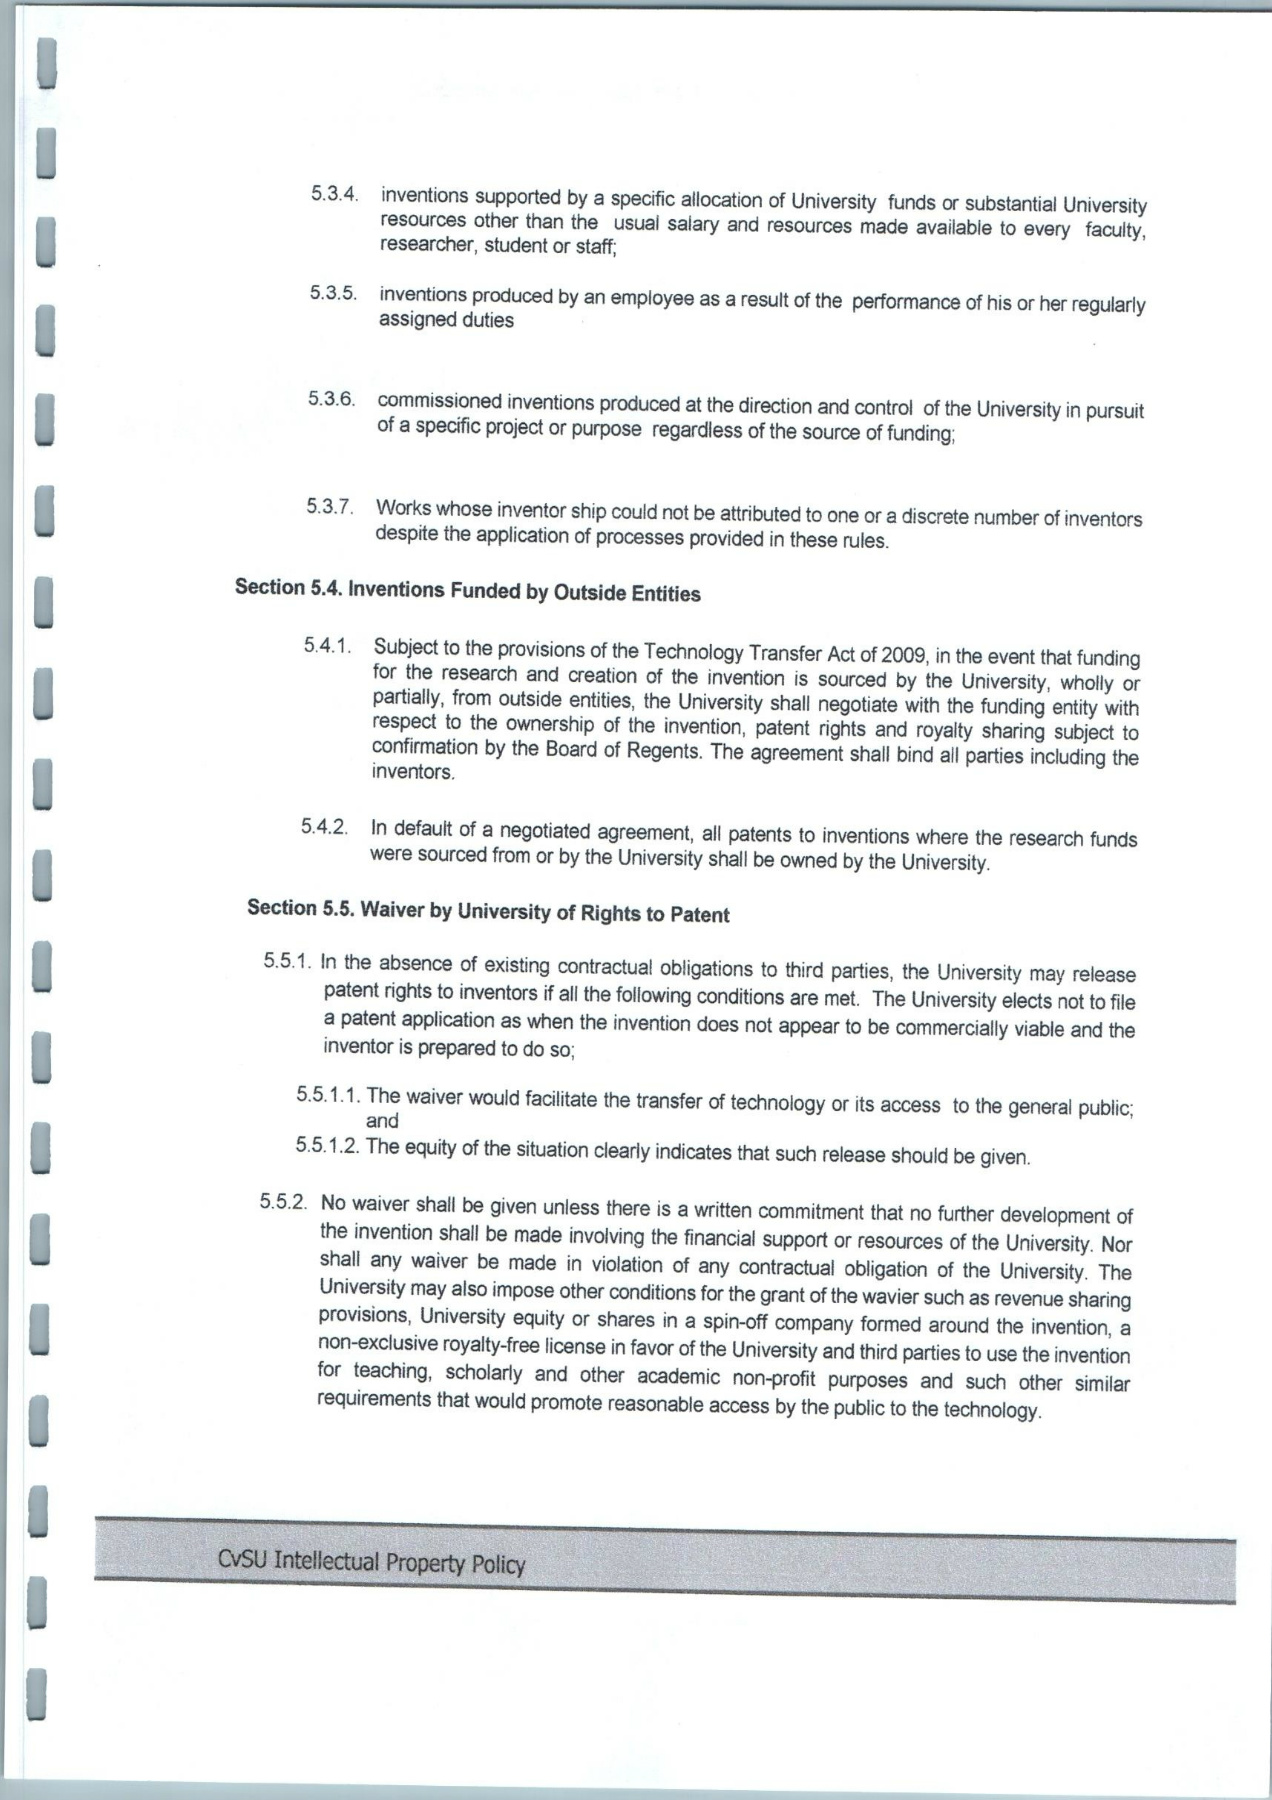 5.3.4. inventions supported by a specific allocation of University funds or substantial University
resources other than the usual salary and resources made available to every faculty,
researcher, student or staff;
5.3.5. inventions produced by an employee as a result of the performance of his or her regularly
assigned duties
5.3.6. commissioned inventions produced at the direction and control of the University in pursuit
of a specific project or purpose regardless of the source of funding;
5.3.7. Works whose inventor ship could not be attributed to one or a discrete number of inventors
despite the application of processes provided in these rules.
Section 5.4. Inventions Funded by Outside Entities
5.4.1. Subject to the provisions of the Technology Transfer Act of 2009, in the event that funding
for the research and creation of the invention is sourced by the University, wholly or
partially, from outside entities, the University shall negotiate with the funding entity with
respect to the ownership of the invention, patent rights and royalty sharing subject to
confirmation by the Board of Regents. The agreement shall bind all parties including the
inventors.
5.4.2. In default of a negotiated agreement, all patents to inventions where the research funds
were sourced from or by the University shall be owned by the University.
Section 5.5. Waiver by University of Rights to Patent
5.5.1. In the absence of existing contractual obligations to third parties, the University may release
patent rights to inventors if all the following conditions are met. The University elects not to file
a patent application as when the invention does not appear to be commercially viable and the
inventor is prepared to do so;
5.5.1.1. The waiver would facilitate the transfer of technology or its access to the general public;
and
5.5.1.2. The equity of the situation clearly indicates that such release should be given.
5.5.2. No waiver shall be given unless there is a written commitment that no further development of
the invention shall be made involving the financial support or resources of the University. Nor
shall any waiver be made in violation of any contractual obligation of the University. The
University may also impose other conditions for the grant of the wavier such as revenue sharing
provisions, University equity or shares in a spin-off company formed around the invention, a
non-exclusive royalty-free license in favor of the University and third parties to use the invention
for teaching, scholarly and other academic non-profit purposes and such other similar
requirements that would promote reasonable access by the public to the technology.
CvSU Intellectual Property Policy